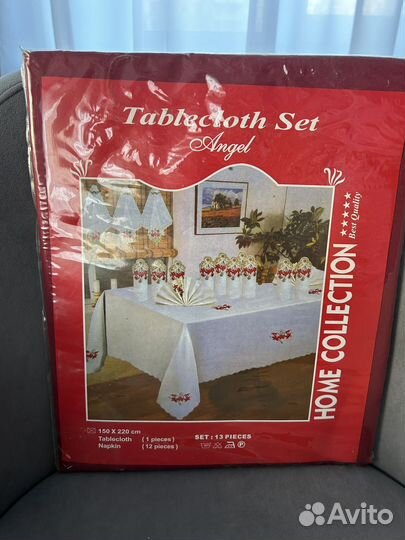 Tablecloth Set
Angel
HOME COLLECTION
★★★★★
Best Quality
150 X 220 cm
Tablecloth (1 pieces)
Napkin (12 pieces)
SET : 13 PIECES
Avito